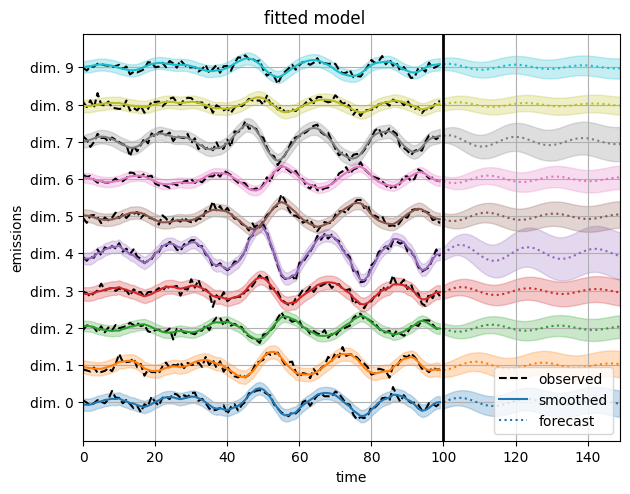 fitted model
dim. 9
dim. 8
dim. 7
dim. 6
dim. 5
dim. 4
dim. 3
dim. 2
dim. 1
dim. 0
emissions
observed
smoothed
forecast
0 20 40 60 80 100 120 140
time